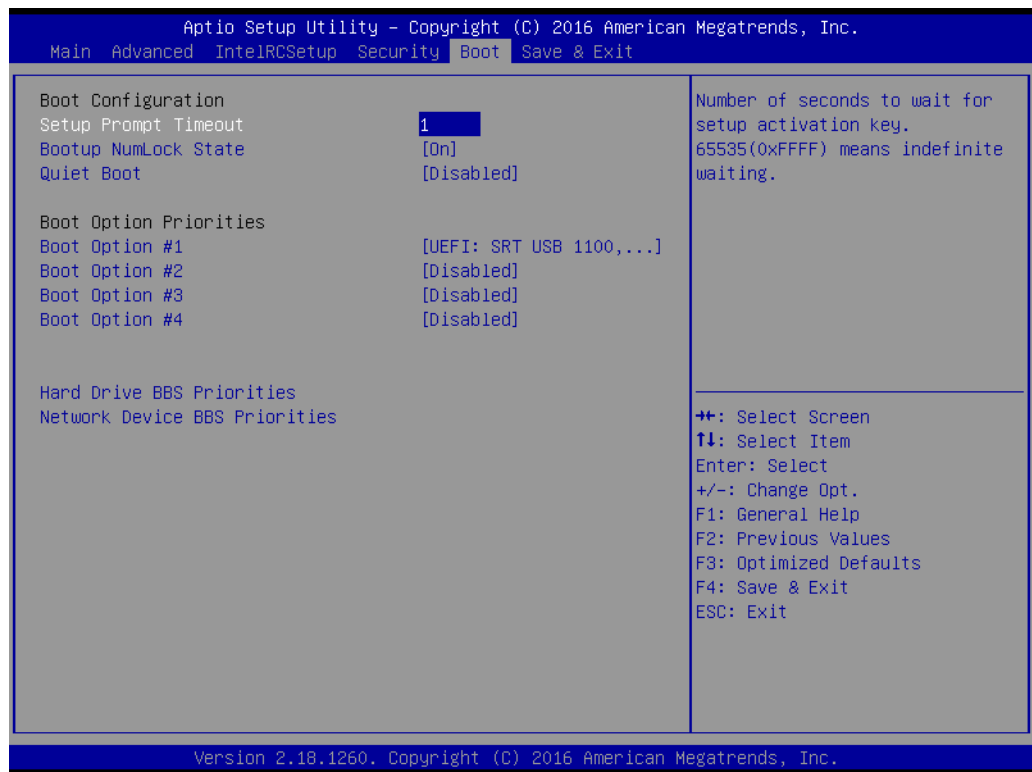 Aptio Setup Utility – Copyright (C) 2016 American Megatrends, Inc.
Main Advanced IntelRCSetup Security Boot Save & Exit
Boot Configuration
Setup Prompt Timeout 1
Bootup NumLock State [On]
Quiet Boot [Disabled]
Boot Option Priorities
Boot Option #1 [UEFI: SRT USB 1100,...]
Boot Option #2 [Disabled]
Boot Option #3 [Disabled]
Boot Option #4 [Disabled]
Hard Drive BBS Priorities
Network Device BBS Priorities
Number of seconds to wait for
setup activation key.
65535(0xFFFF) means indefinite
waiting.
→←: Select Screen
↑↓: Select Item
Enter: Select
+/-: Change Opt.
F1: General Help
F2: Previous Values
F3: Optimized Defaults
F4: Save & Exit
ESC: Exit
Version 2.18.1260. Copyright (C) 2016 American Megatrends, Inc.